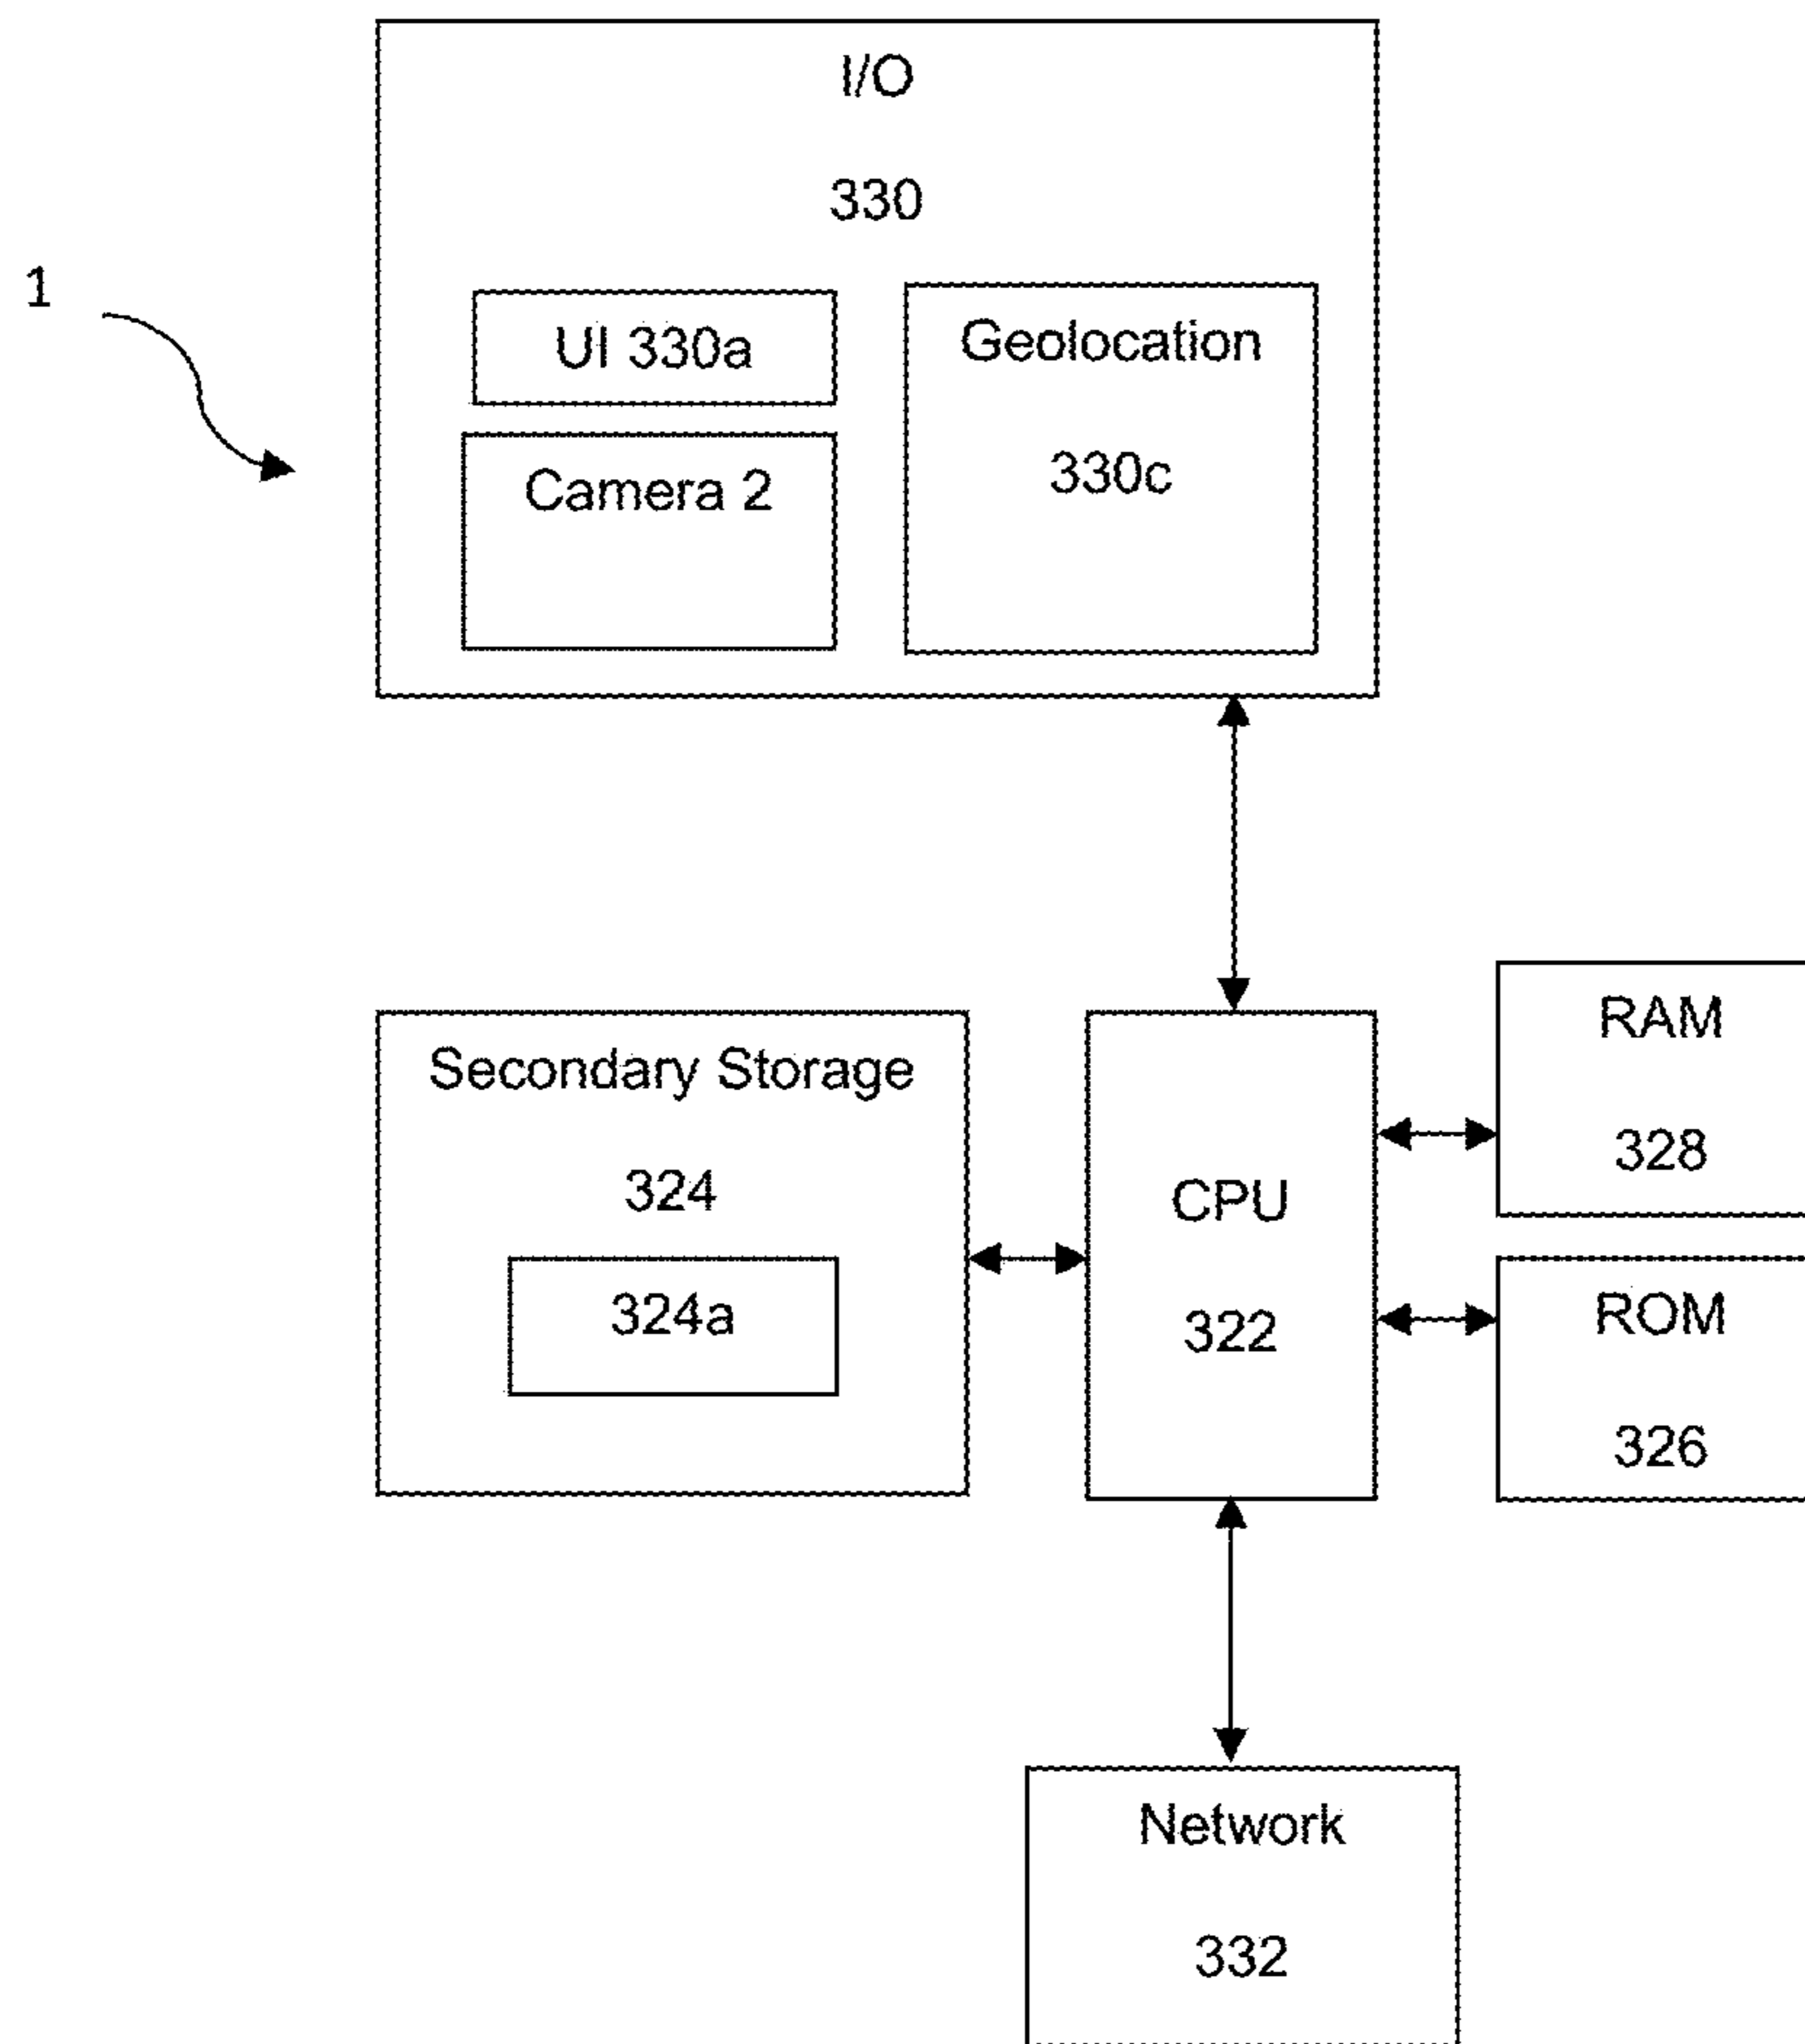 I/O
330
1
UI 330a
Camera 2
Geolocation
330c
Secondary Storage
324
324a
CPU
322
RAM
328
ROM
326
Network
332